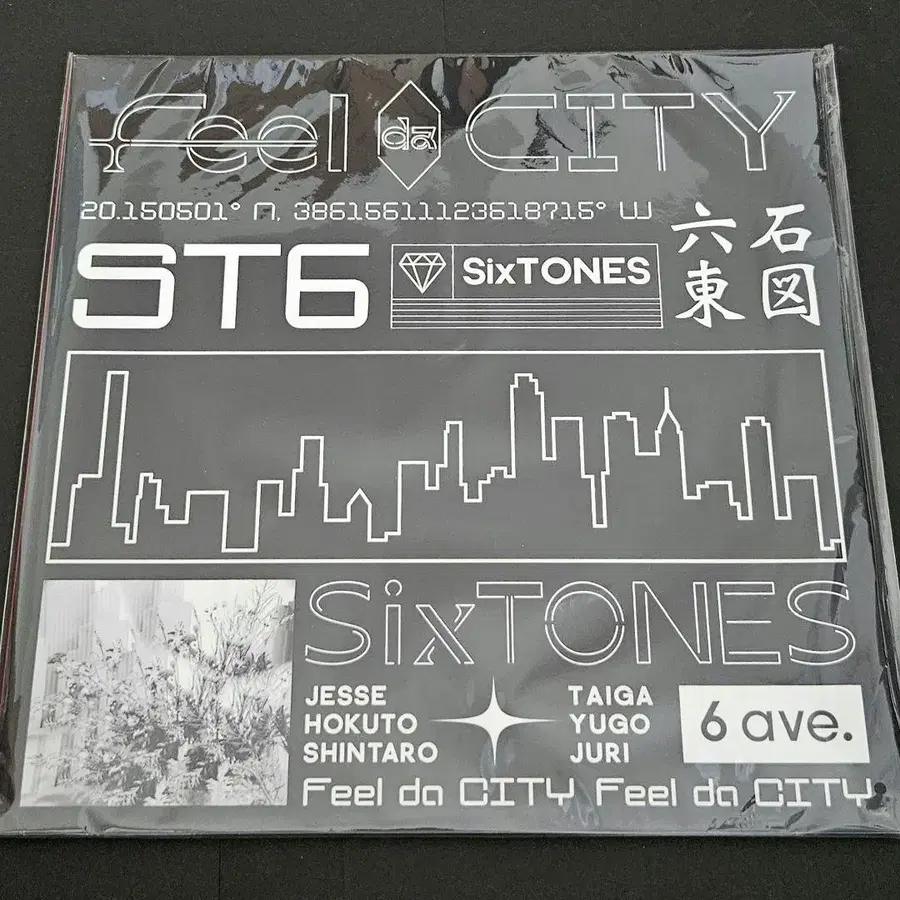 feel da CITY
20.150501° N, 38615611123618715° W
ST6
SixTONES
六石
東図
SixTONES
JESSE
HOKUTO
SHINTARO
TAIGA
YUGO
JURI
6 ave.
Feel da CITY Feel da CITY